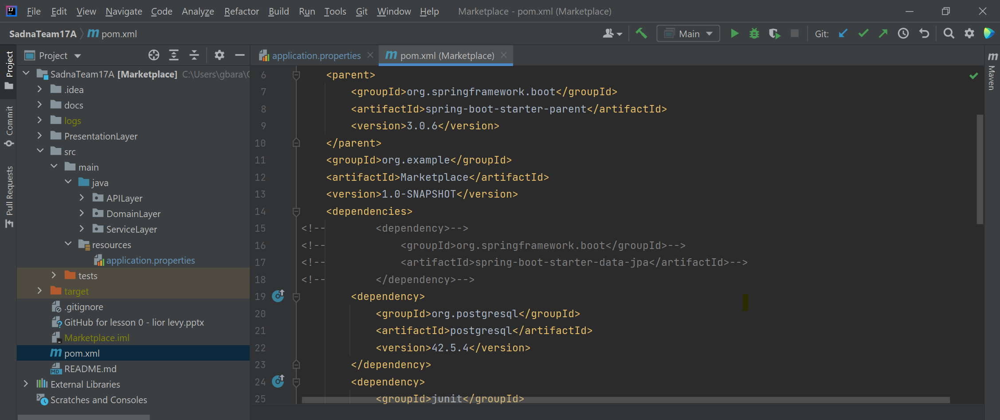 File Edit View Navigate Code Analyze Refactor Build Run Tools Git Window Help Marketplace - pom.xml (Marketplace)
SadnaTeam17A m pom.xml Main Git:
Project
Commit
Pull Requests
Project
SadnaTeam17A [Marketplace] C:\Users\gbara\
.idea
docs
logs
PresentationLayer
src
main
java
APILayer
DomainLayer
ServiceLayer
resources
application.properties
tests
target
.gitignore
GitHub for lesson 0 - lior levy.pptx
Marketplace.iml
m pom.xml
README.md
External Libraries
Scratches and Consoles
application.properties m pom.xml (Marketplace)
6 <parent>
7 <groupId>org.springframework.boot</groupId>
8 <artifactId>spring-boot-starter-parent</artifactId>
9 <version>3.0.6</version>
10 </parent>
11 <groupId>org.example</groupId>
12 <artifactId>Marketplace</artifactId>
13 <version>1.0-SNAPSHOT</version>
14 <dependencies>
15 <!-- <dependency>-->
16 <!-- <groupId>org.springframework.boot</groupId>-->
17 <!-- <artifactId>spring-boot-starter-data-jpa</artifactId>-->
18 <!-- </dependency>-->
19 <dependency>
20 <groupId>org.postgresql</groupId>
21 <artifactId>postgresql</artifactId>
22 <version>42.5.4</version>
23 </dependency>
24 <dependency>
25 <groupId>junit</groupId>
m Maven